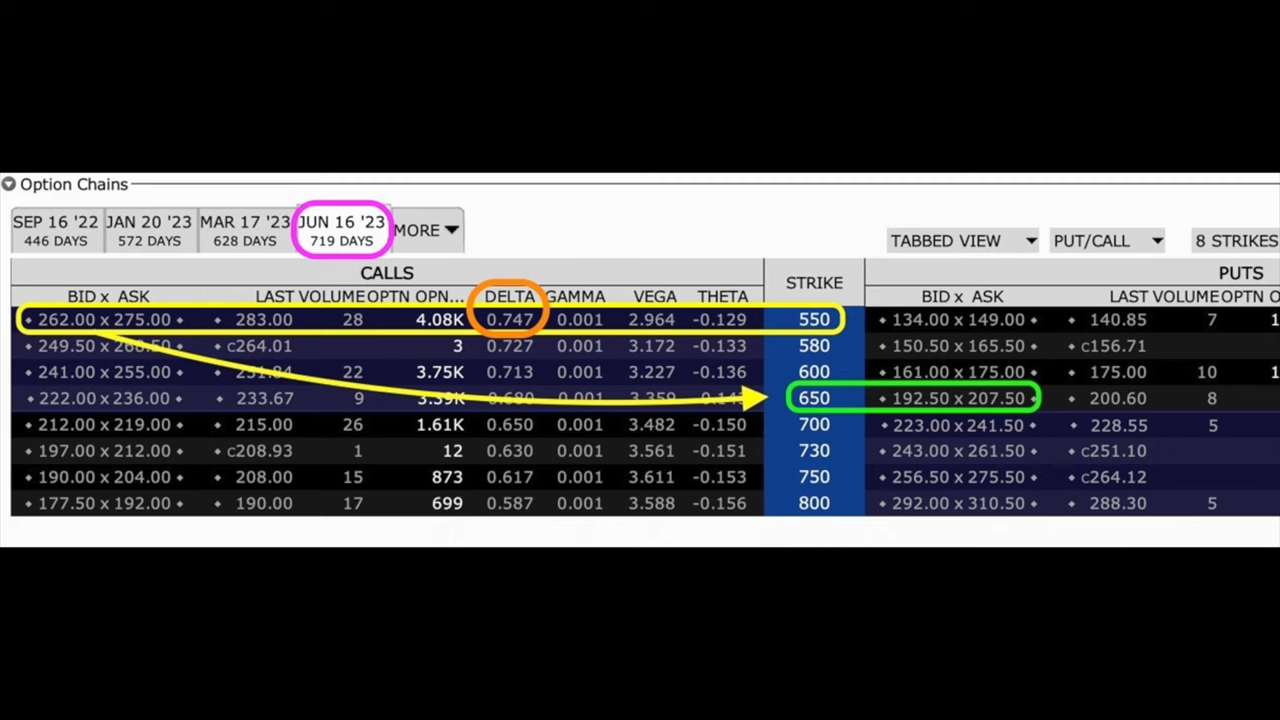 Option Chains
SEP 16 '22 JAN 20 '23 MAR 17 '23 JUN 16 '23 MORE
446 DAYS 572 DAYS 628 DAYS 719 DAYS
TABBED VIEW PUT/CALL 8 STRIKES
CALLS STRIKE PUTS
BID x ASK LAST VOLUME OPTN OPN... DELTA GAMMA VEGA THETA BID x ASK LAST VOLUME OPTN O
262.00 x 275.00 283.00 28 4.08K 0.747 0.001 2.964 -0.129 550 134.00 x 149.00 140.85 7 1
249.50 x 266.50 c264.01 3 0.727 0.001 3.172 -0.133 580 150.50 x 165.50 c156.71
241.00 x 255.00 251.84 22 3.75K 0.713 0.001 3.227 -0.136 600 161.00 x 175.00 175.00 10 1
222.00 x 236.00 233.67 9 3.39K 0.001 650 192.50 x 207.50 200.60 8
212.00 x 219.00 215.00 26 1.61K 0.650 0.001 3.482 -0.150 700 223.00 x 241.50 228.55 5
197.00 x 212.00 c208.93 1 12 0.630 0.001 3.561 -0.151 730 243.00 x 261.50 c251.10
190.00 x 204.00 208.00 15 873 0.617 0.001 3.611 -0.153 750 256.50 x 275.50 c264.12
177.50 x 192.00 190.00 17 699 0.587 0.001 3.588 -0.156 800 292.00 x 310.50 288.30 5